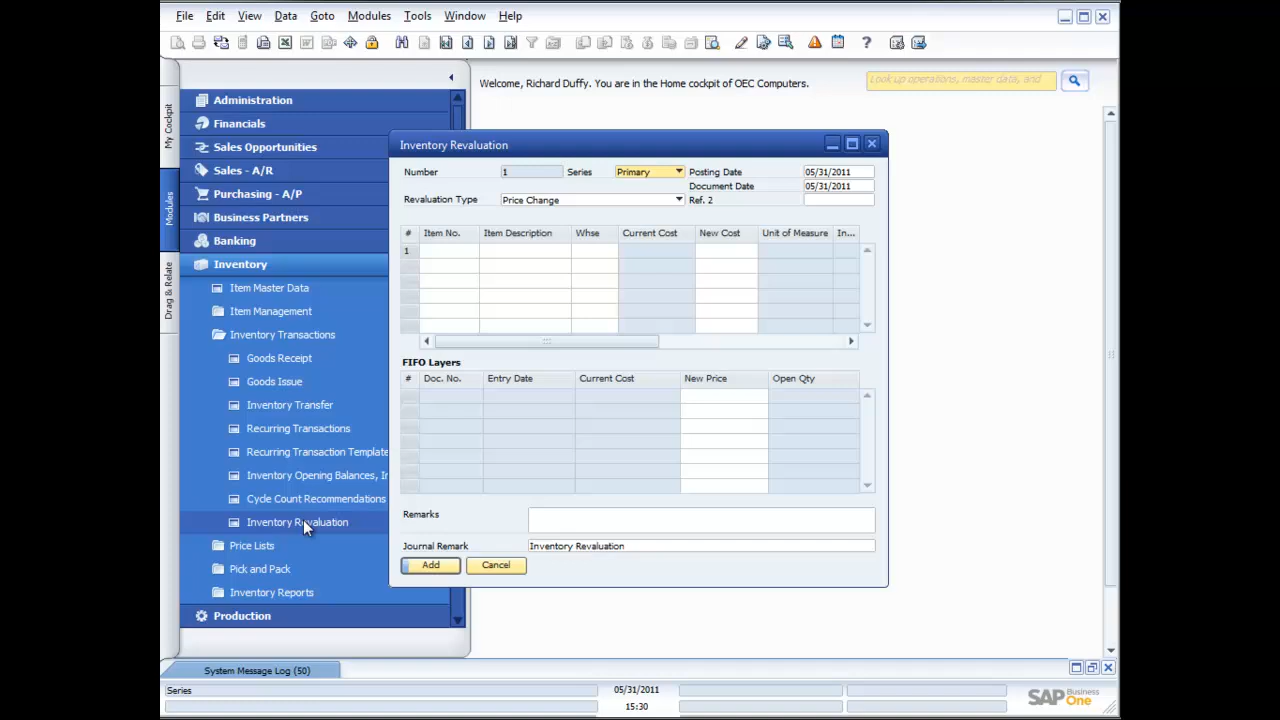 File Edit View Data Goto Modules Tools Window Help
Welcome, Richard Duffy. You are in the Home cockpit of OEC Computers.
Look up operations, master data, and
My Cockpit
Modules
Drag & Relate
Administration
Financials
Sales Opportunities
Sales - A/R
Purchasing - A/P
Business Partners
Banking
Inventory
Item Master Data
Item Management
Inventory Transactions
Goods Receipt
Goods Issue
Inventory Transfer
Recurring Transactions
Recurring Transaction Template
Inventory Opening Balances, In
Cycle Count Recommendations
Inventory Revaluation
Price Lists
Pick and Pack
Inventory Reports
Production
Inventory Revaluation
Number 1 Series Primary Posting Date 05/31/2011
Document Date 05/31/2011
Revaluation Type Price Change Ref. 2
# Item No. Item Description Whse Current Cost New Cost Unit of Measure In...
1
FIFO Layers
# Doc. No. Entry Date Current Cost New Price Open Qty
Remarks
Journal Remark Inventory Revaluation
Add Cancel
System Message Log (50)
Series 05/31/2011
15:30
SAP Business One